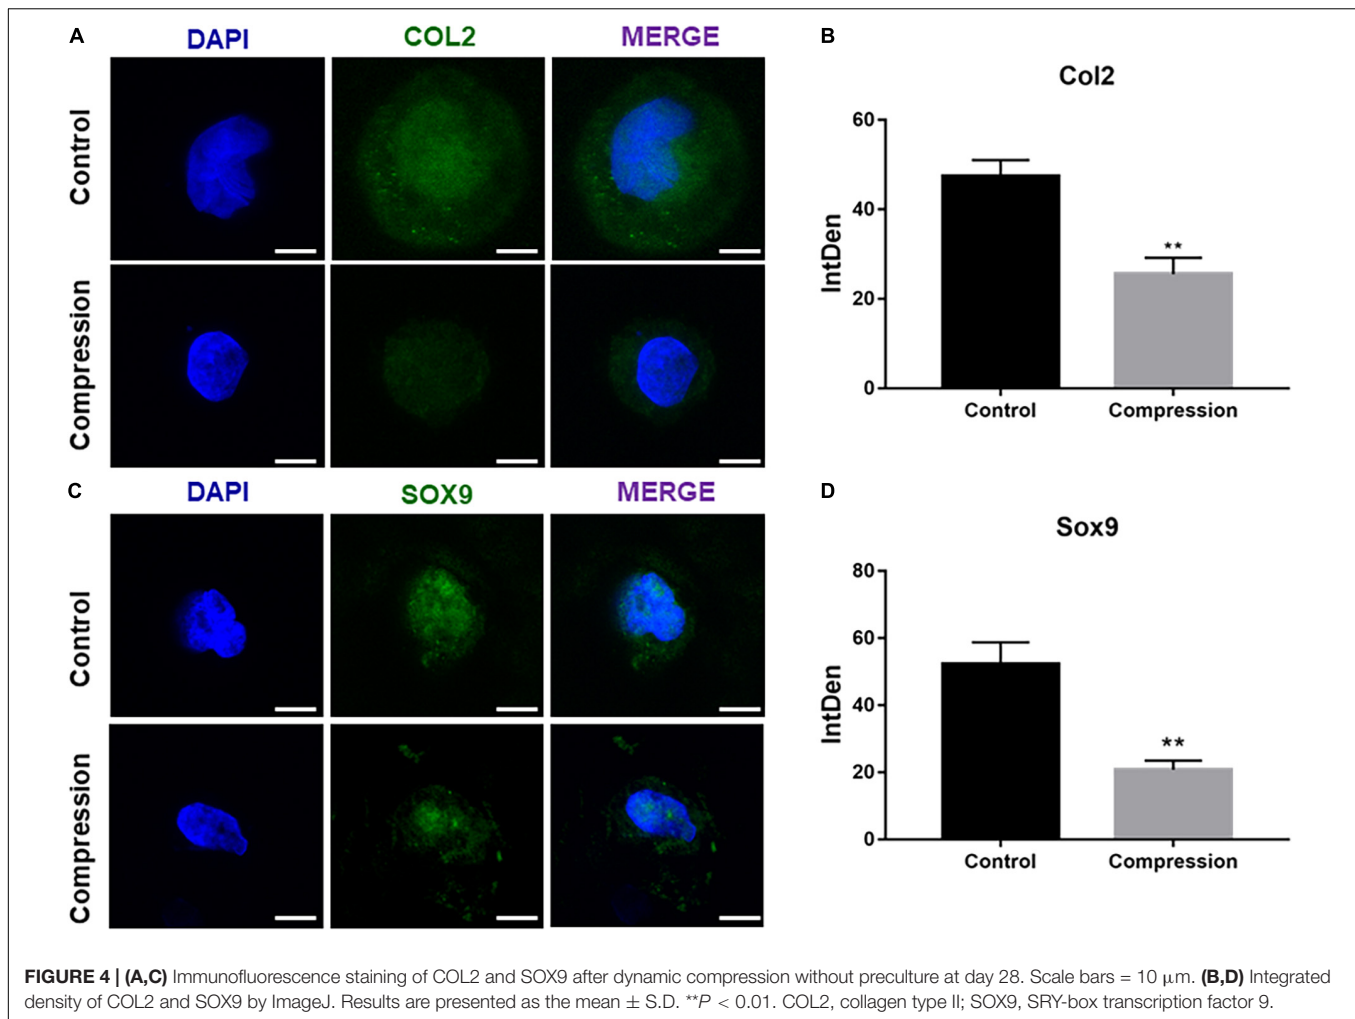 A
DAPI COL2 MERGE
Control
Compression
B
Col2
60
40
20
0
IntDen
**
Control Compression
C
DAPI SOX9 MERGE
Control
Compression
D
Sox9
80
60
40
20
0
IntDen
**
Control Compression
FIGURE 4 | (A,C) Immunofluorescence staining of COL2 and SOX9 after dynamic compression without preculture at day 28. Scale bars = 10 μm. (B,D) Integrated
density of COL2 and SOX9 by ImageJ. Results are presented as the mean ± S.D. **P < 0.01. COL2, collagen type II; SOX9, SRY-box transcription factor 9.